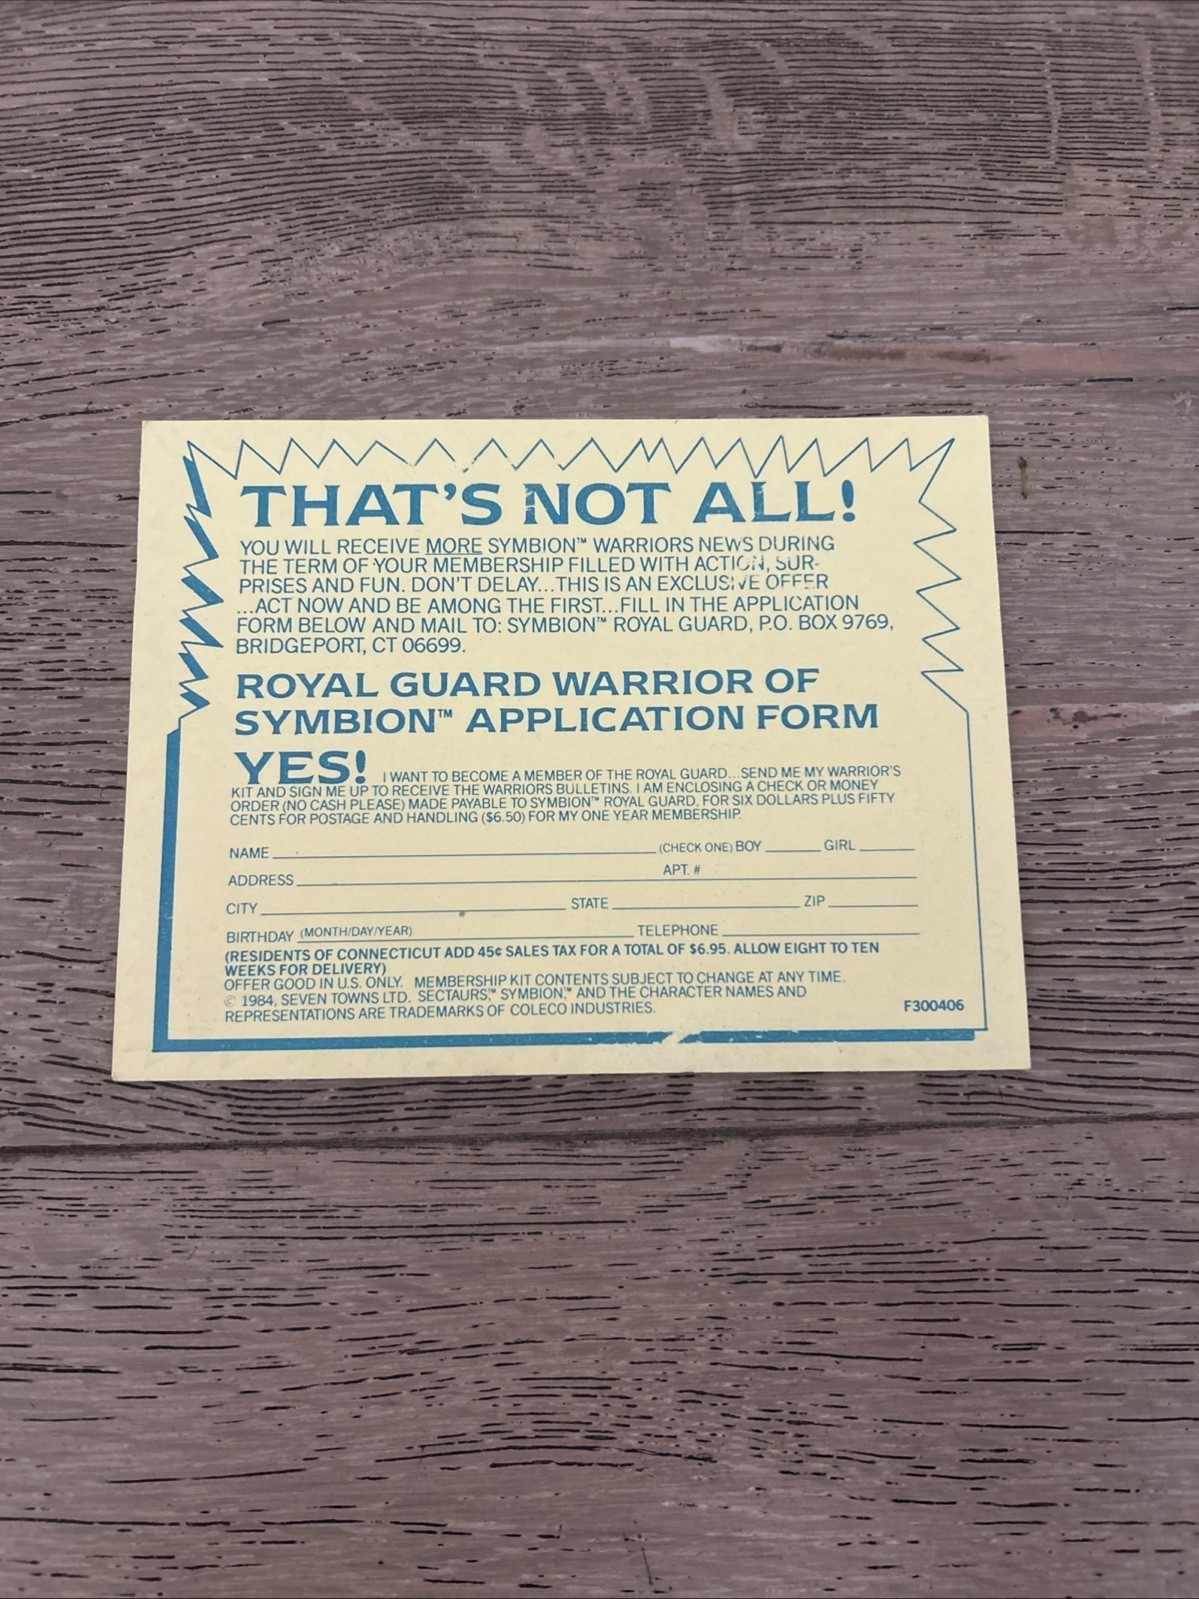 THAT'S NOT ALL!
YOU WILL RECEIVE MORE SYMBION™ WARRIORS NEWS DURING
THE TERM OF YOUR MEMBERSHIP FILLED WITH ACTION, SUR-
PRISES AND FUN. DON'T DELAY...THIS IS AN EXCLUSIVE OFFER
...ACT NOW AND BE AMONG THE FIRST...FILL IN THE APPLICATION
FORM BELOW AND MAIL TO: SYMBION™ ROYAL GUARD, P.O. BOX 9769,
BRIDGEPORT, CT 06699.
ROYAL GUARD WARRIOR OF
SYMBION™ APPLICATION FORM
YES! I WANT TO BECOME A MEMBER OF THE ROYAL GUARD...SEND ME MY WARRIOR'S
KIT AND SIGN ME UP TO RECEIVE THE WARRIORS BULLETINS. I AM ENCLOSING A CHECK OR MONEY
ORDER (NO CASH PLEASE) MADE PAYABLE TO SYMBION™ ROYAL GUARD, FOR SIX DOLLARS PLUS FIFTY
CENTS FOR POSTAGE AND HANDLING ($6.50) FOR MY ONE YEAR MEMBERSHIP.
NAME (CHECK ONE) BOY GIRL
ADDRESS APT. #
CITY STATE ZIP
BIRTHDAY (MONTH/DAY/YEAR) TELEPHONE
(RESIDENTS OF CONNECTICUT ADD 45¢ SALES TAX FOR A TOTAL OF $6.95. ALLOW EIGHT TO TEN
WEEKS FOR DELIVERY)
OFFER GOOD IN U.S. ONLY. MEMBERSHIP KIT CONTENTS SUBJECT TO CHANGE AT ANY TIME.
© 1984, SEVEN TOWNS LTD. SECTAURS,™ SYMBION,™ AND THE CHARACTER NAMES AND
REPRESENTATIONS ARE TRADEMARKS OF COLECO INDUSTRIES. F300406